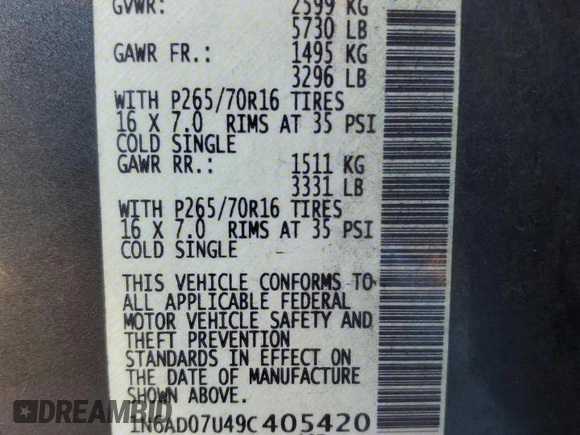 GVWR: 2599 KG
5730 LB
GAWR FR.: 1495 KG
3296 LB
WITH P265/70R16 TIRES
16 X 7.0 RIMS AT 35 PSI
COLD SINGLE
GAWR RR.: 1511 KG
3331 LB
WITH P265/70R16 TIRES
16 X 7.0 RIMS AT 35 PSI
COLD SINGLE
THIS VEHICLE CONFORMS TO
ALL APPLICABLE FEDERAL
MOTOR VEHICLE SAFETY AND
THEFT PREVENTION
STANDARDS IN EFFECT ON
THE DATE OF MANUFACTURE
SHOWN ABOVE.
1N6AD07U49C405420
DREAMBID